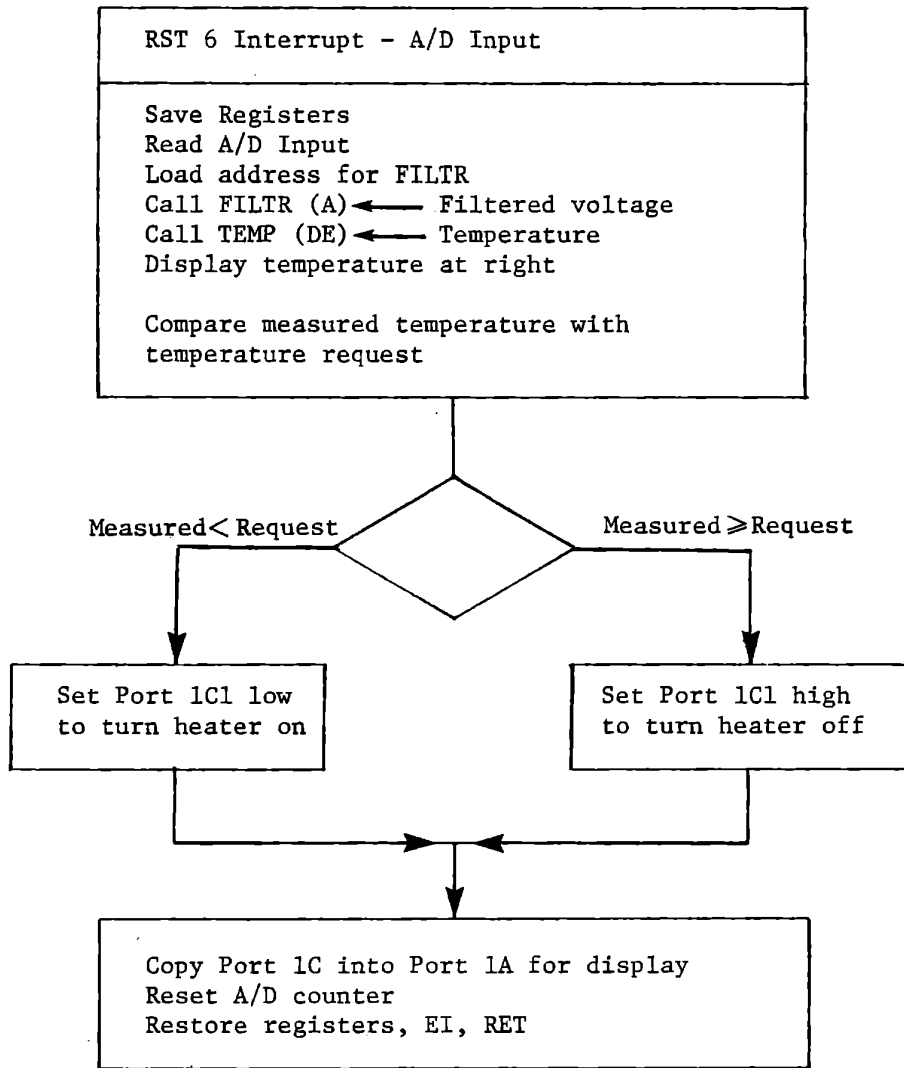 RST 6 Interrupt - A/D Input
Save Registers
Read A/D Input
Load address for FILTR
Call FILTR (A) Filtered voltage
Call TEMP (DE) Temperature
Display temperature at right
Compare measured temperature with
temperature request
Measured < Request
Measured ⩾ Request
Set Port 1C1 low
to turn heater on
Set Port 1C1 high
to turn heater off
Copy Port 1C into Port 1A for display
Reset A/D counter
Restore registers, EI, RET